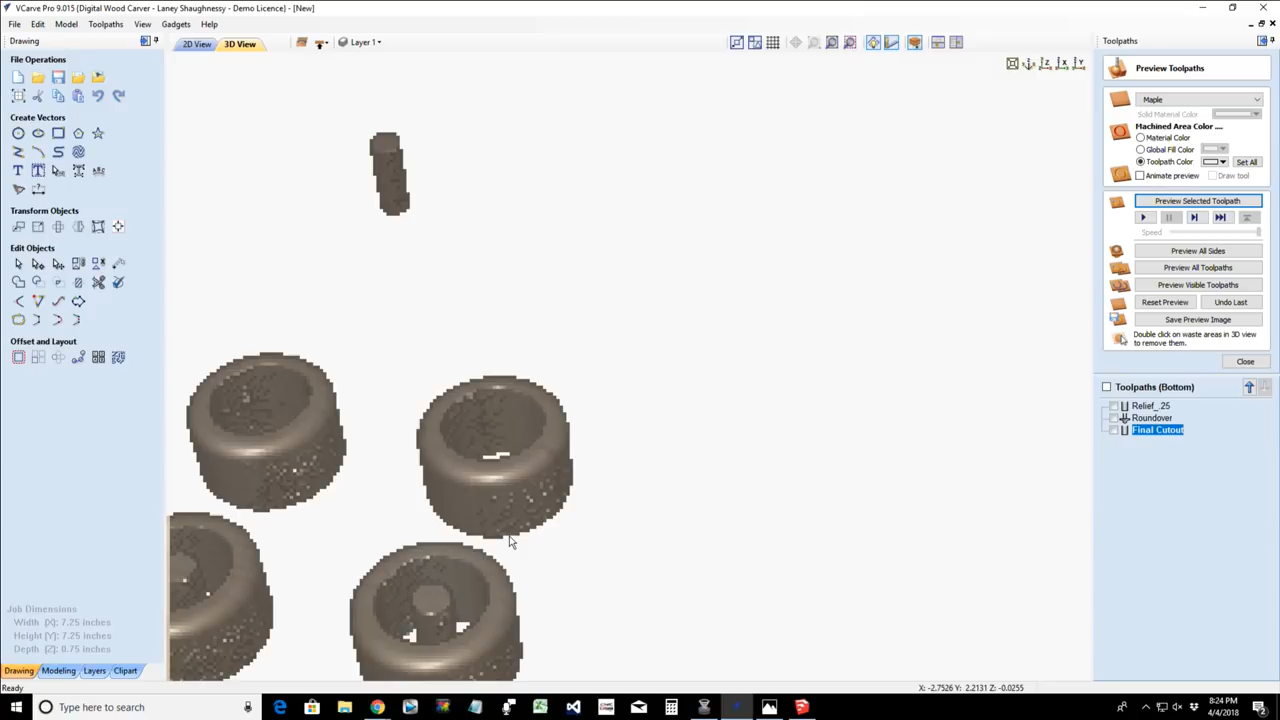 VCarve Pro 9.015 (Digital Wood Carver - Laney Shaughnessy - Demo Licence) - [New]
File Edit Model Toolpaths View Gadgets Help
Drawing
2D View 3D View Layer 1
Toolpaths
File Operations
Create Vectors
Transform Objects
Edit Objects
Offset and Layout
Job Dimensions
Width (X): 7.25 inches
Height (Y): 7.25 inches
Depth (Z): 0.75 inches
Drawing Modeling Layers Clipart
Ready
X: -2.7526 Y: 2.2131 Z: -0.0255
Preview Toolpaths
Maple
Solid Material Color
Machined Area Color ....
Material Color
Global Fill Color
Toolpath Color Set All
Animate preview Draw tool
Preview Selected Toolpath
Speed
Preview All Sides
Preview All Toolpaths
Preview Visible Toolpaths
Reset Preview Undo Last
Save Preview Image
Double click on waste areas in 3D view
to remove them.
Close
Toolpaths (Bottom)
Relief_.25
Roundover
Final Cutout
Type here to search
8:24 PM
4/4/2018